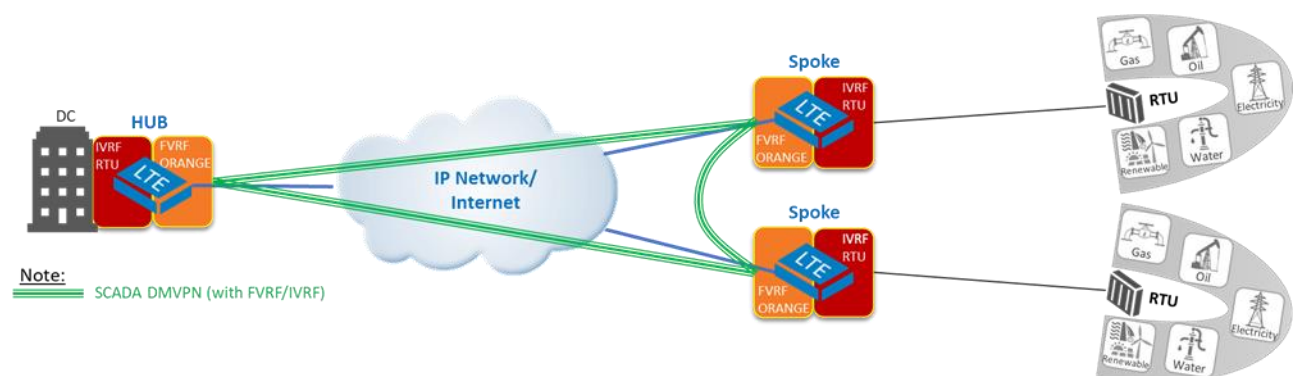 DC
HUB
IVRF
RTU
LTE
FVRF
ORANGE
IP Network/
Internet
Spoke
FVRF
ORANGE
LTE
IVRF
RTU
Gas
Oil
RTU
Electricity
Renewable
Water
Spoke
FVRF
ORANGE
LTE
IVRF
RTU
Gas
Oil
RTU
Electricity
Renewable
Water
Note:
SCADA DMVPN (with FVRF/IVRF)